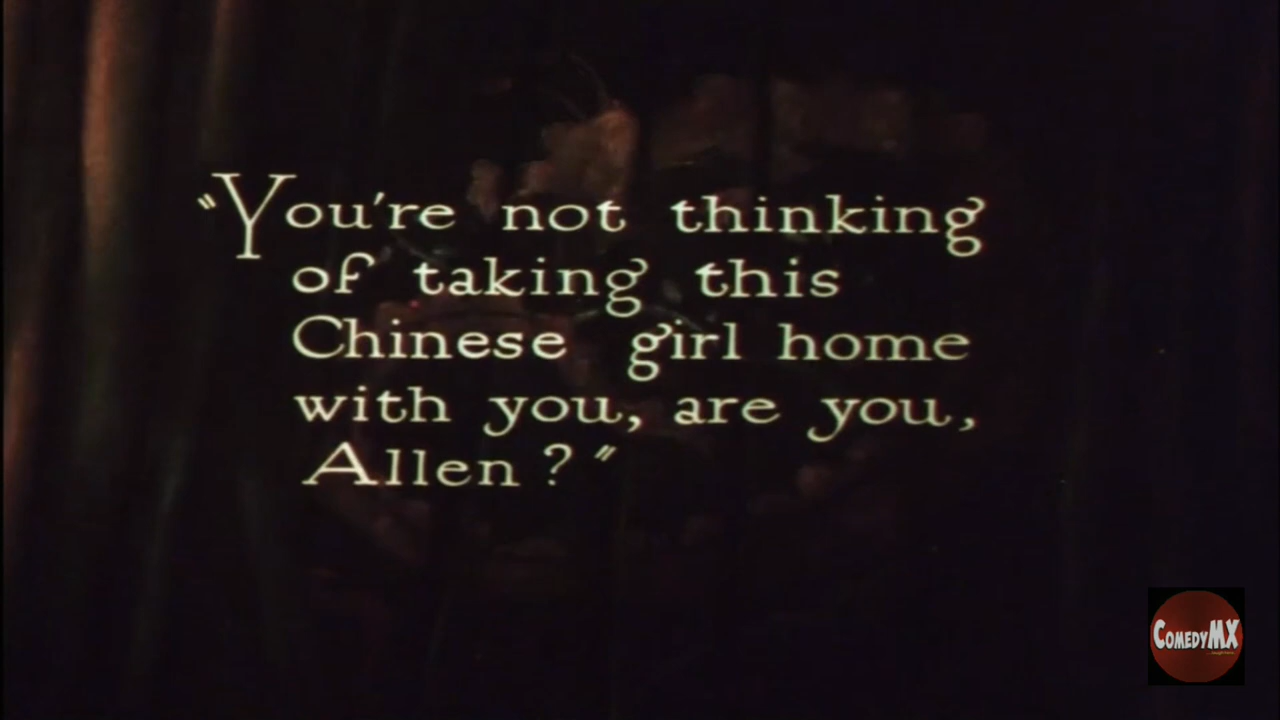 "You're not thinking
of taking this
Chinese girl home
with you, are you,
Allen?"
COMEDYMX